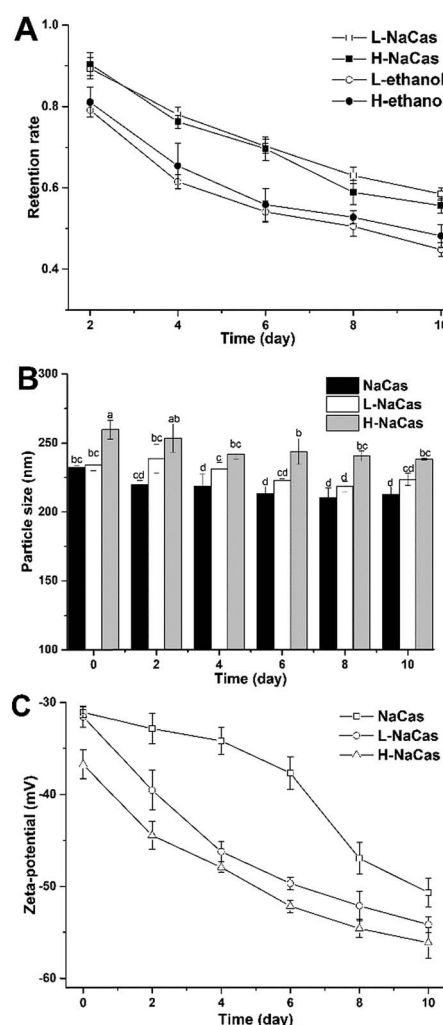 A
L-NaCas
H-NaCas
L-ethanol
H-ethano
1.0
0.8
0.6
0.4
Retention rate
2 4 6 8 10
Time (day)
B
NaCas
L-NaCas
H-NaCas
300
250
200
150
100
Particle size (nm)
bc bc a
cd bc ab
d c bc
d cd b
d d bc
d cd bc
0 2 4 6 8 10
Time (day)
C
NaCas
L-NaCas
H-NaCas
-30
-40
-50
-60
Zeta-potential (mV)
0 2 4 6 8 10
Time (day)